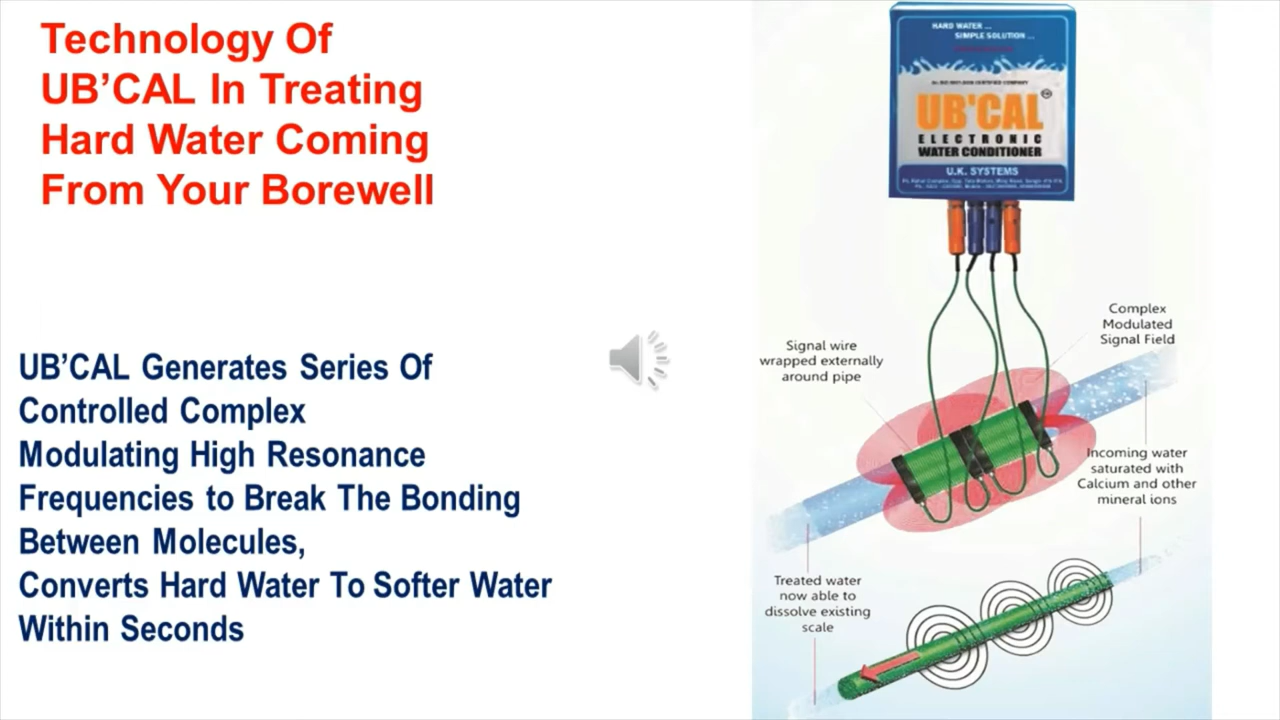 Technology Of
UB'CAL In Treating
Hard Water Coming
From Your Borewell
UB'CAL Generates Series Of
Controlled Complex
Modulating High Resonance
Frequencies to Break The Bonding
Between Molecules,
Converts Hard Water To Softer Water
Within Seconds
HARD WATER ...
SIMPLE SOLUTION ...
UB'CAL
ELECTRONIC
WATER CONDITIONER
U.K. SYSTEMS
Complex
Modulated
Signal Field
Signal wire
wrapped externally
around pipe
Incoming water
saturated with
Calcium and other
mineral ions
Treated water
now able to
dissolve existing
scale